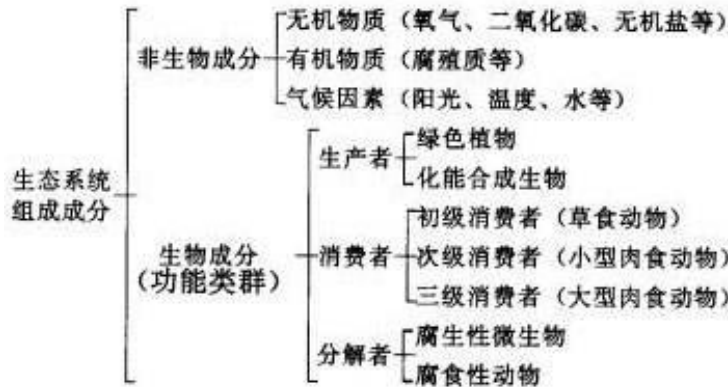 无机物质（氧气、二氧化碳、无机盐等）
非生物成分
有机物质（腐殖质等）
气候因素（阳光、温度、水等）
生态系统
组成成分
生产者
绿色植物
化能合成生物
生物成分
（功能类群）
消费者
初级消费者（草食动物）
次级消费者（小型肉食动物）
三级消费者（大型肉食动物）
分解者
腐生性微生物
腐食性动物